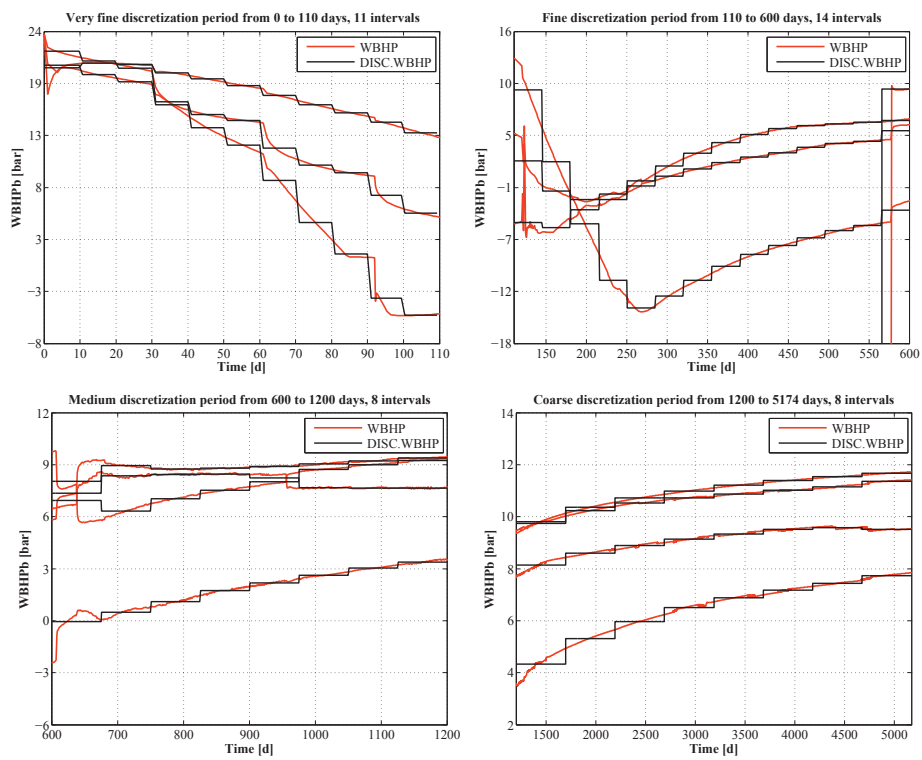 Very fine discretization period from 0 to 110 days, 11 intervals
24
19
13
8
3
−3
−8
WBHPb [bar]
WBHP
DISC.WBHP
0 10 20 30 40 50 60 70 80 90 100 110
Time [d]
Fine discretization period from 110 to 600 days, 14 intervals
16
10
5
−1
−7
−12
−18
WBHPb [bar]
WBHP
DISC.WBHP
150 200 250 300 350 400 450 500 550 600
Time [d]
Medium discretization period from 600 to 1200 days, 8 intervals
12
9
6
3
0
−3
−6
WBHPb [bar]
WBHP
DISC.WBHP
600 700 800 900 1000 1100 1200
Time [d]
Coarse discretization period from 1200 to 5174 days, 8 intervals
14
12
10
8
6
4
2
WBHPb [bar]
WBHP
DISC.WBHP
1500 2000 2500 3000 3500 4000 4500 5000
Time [d]